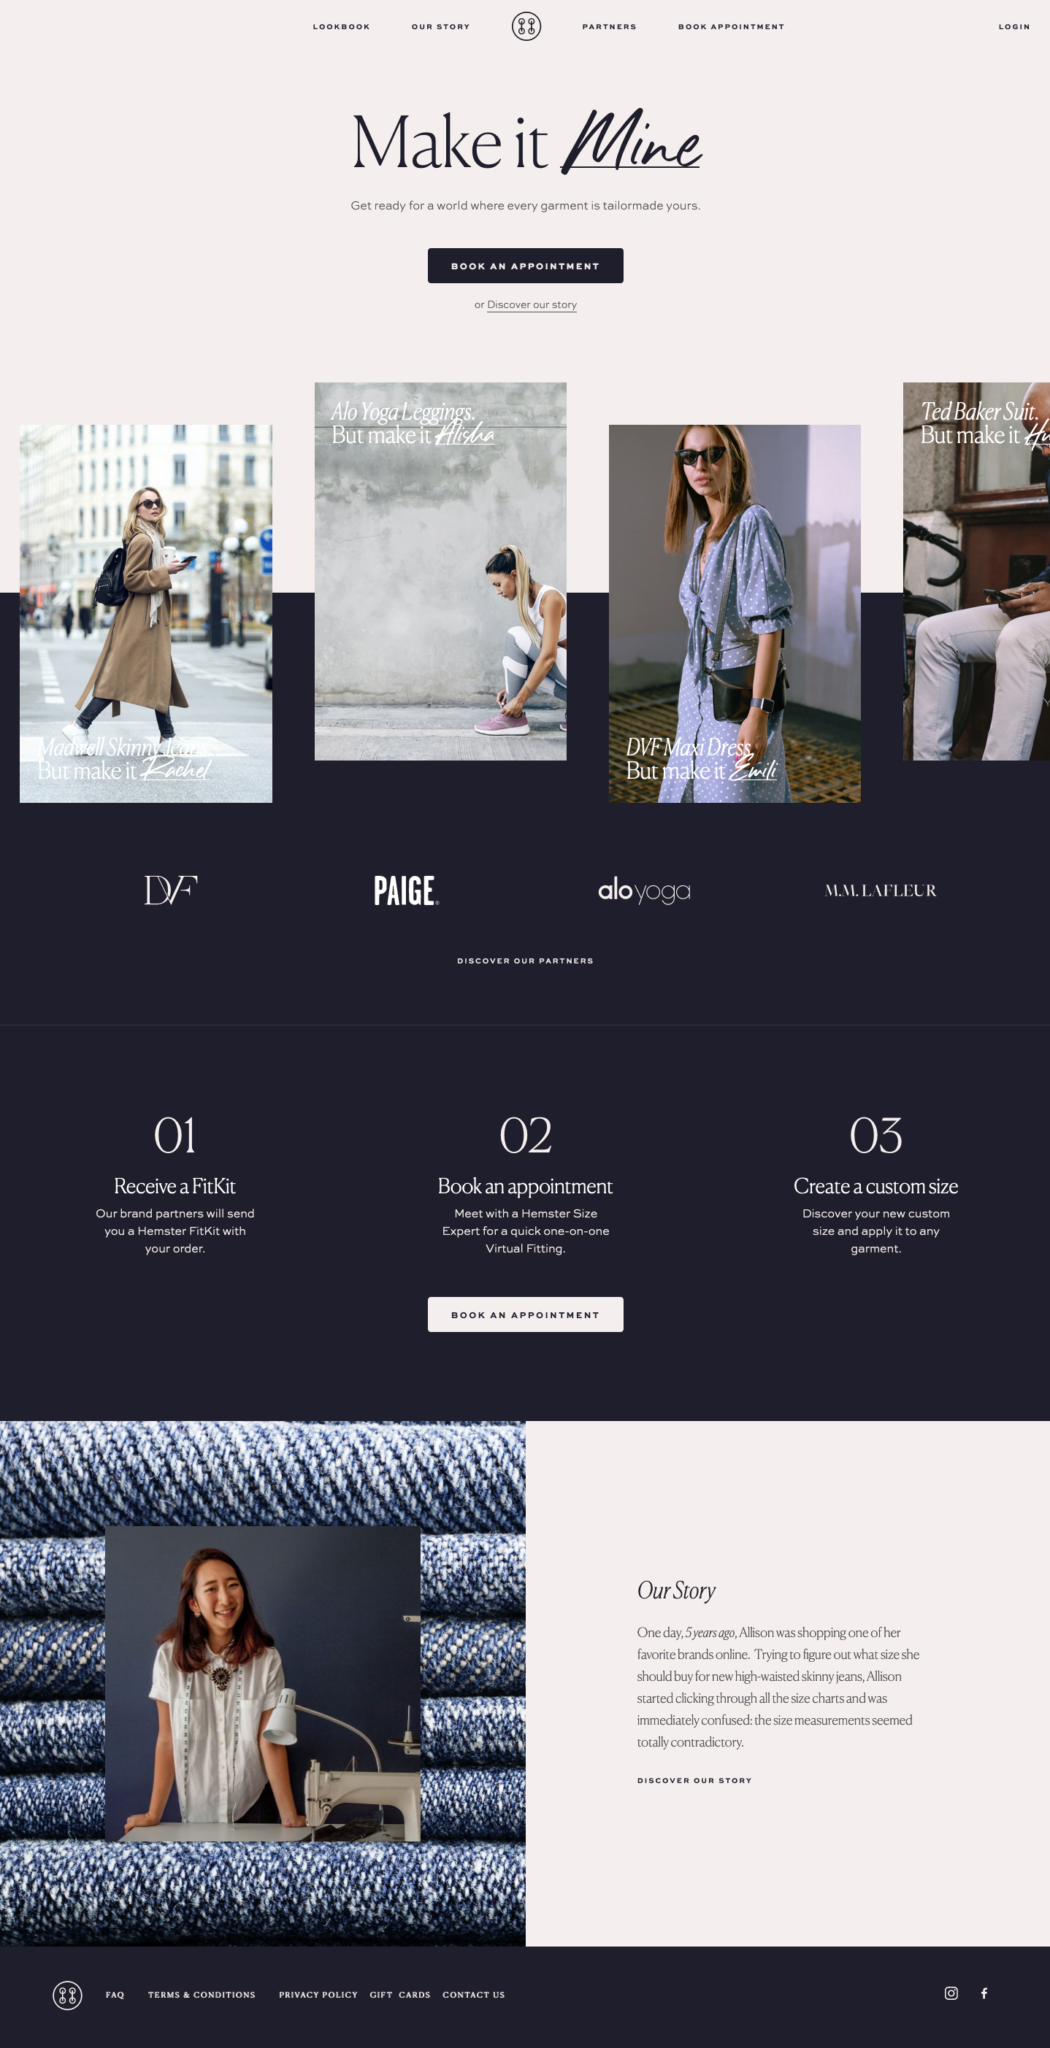 LOOKBOOK
OUR STORY
PARTNERS
BOOK APPOINTMENT
LOGIN
Make it Mine
Get ready for a world where every garment is tailormade yours.
BOOK AN APPOINTMENT
or Discover our story
Madwell Skinny Jeans.
But make it Rachel
Alo Yoga Leggings.
But make it Alisha
DVF Maxi Dress.
But make it Emili
Ted Baker Suit.
But make it
DVF
PAIGE®
aloyoga
M.M. LAFLEUR
DISCOVER OUR PARTNERS
01
Receive a FitKit
Our brand partners will send
you a Hemster FitKit with
your order.
02
Book an appointment
Meet with a Hemster Size
Expert for a quick one-on-one
Virtual Fitting.
03
Create a custom size
Discover your new custom
size and apply it to any
garment.
BOOK AN APPOINTMENT
Our Story
One day, 5 years ago, Allison was shopping one of her
favorite brands online. Trying to figure out what size she
should buy for new high-waisted skinny jeans, Allison
started clicking through all the size charts and was
immediately confused: the size measurements seemed
totally contradictory.
DISCOVER OUR STORY
FAQ
TERMS & CONDITIONS
PRIVACY POLICY
GIFT CARDS
CONTACT US